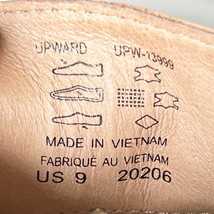 UPWARD UPW-13999
MADE IN VIETNAM
FABRIQUÉ AU VIETNAM
US 9 20206